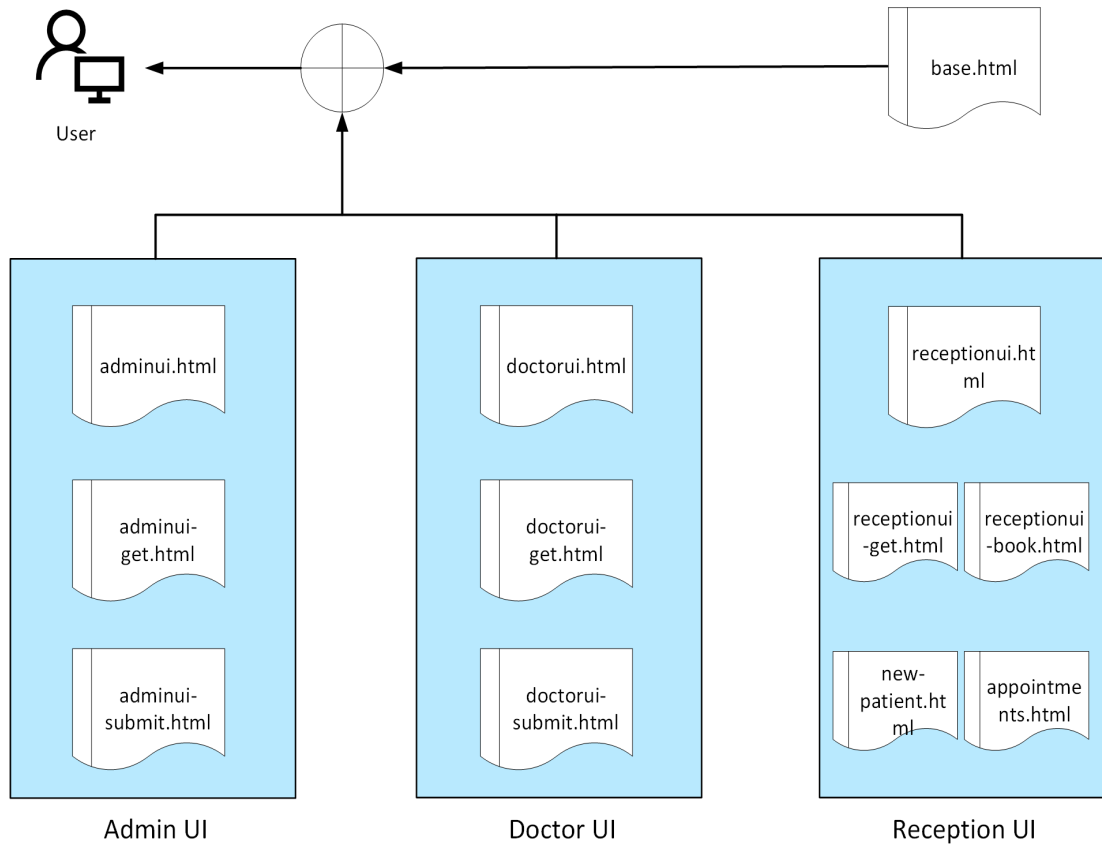 base.html
User
adminui.html
doctorui.html
receptionui.ht
ml
adminui-
get.html
doctorui-
get.html
receptionui
-get.html
receptionui
-book.html
adminui-
submit.html
doctorui-
submit.html
new-
patient.ht
ml
appointme
nts.html
Admin UI
Doctor UI
Reception UI